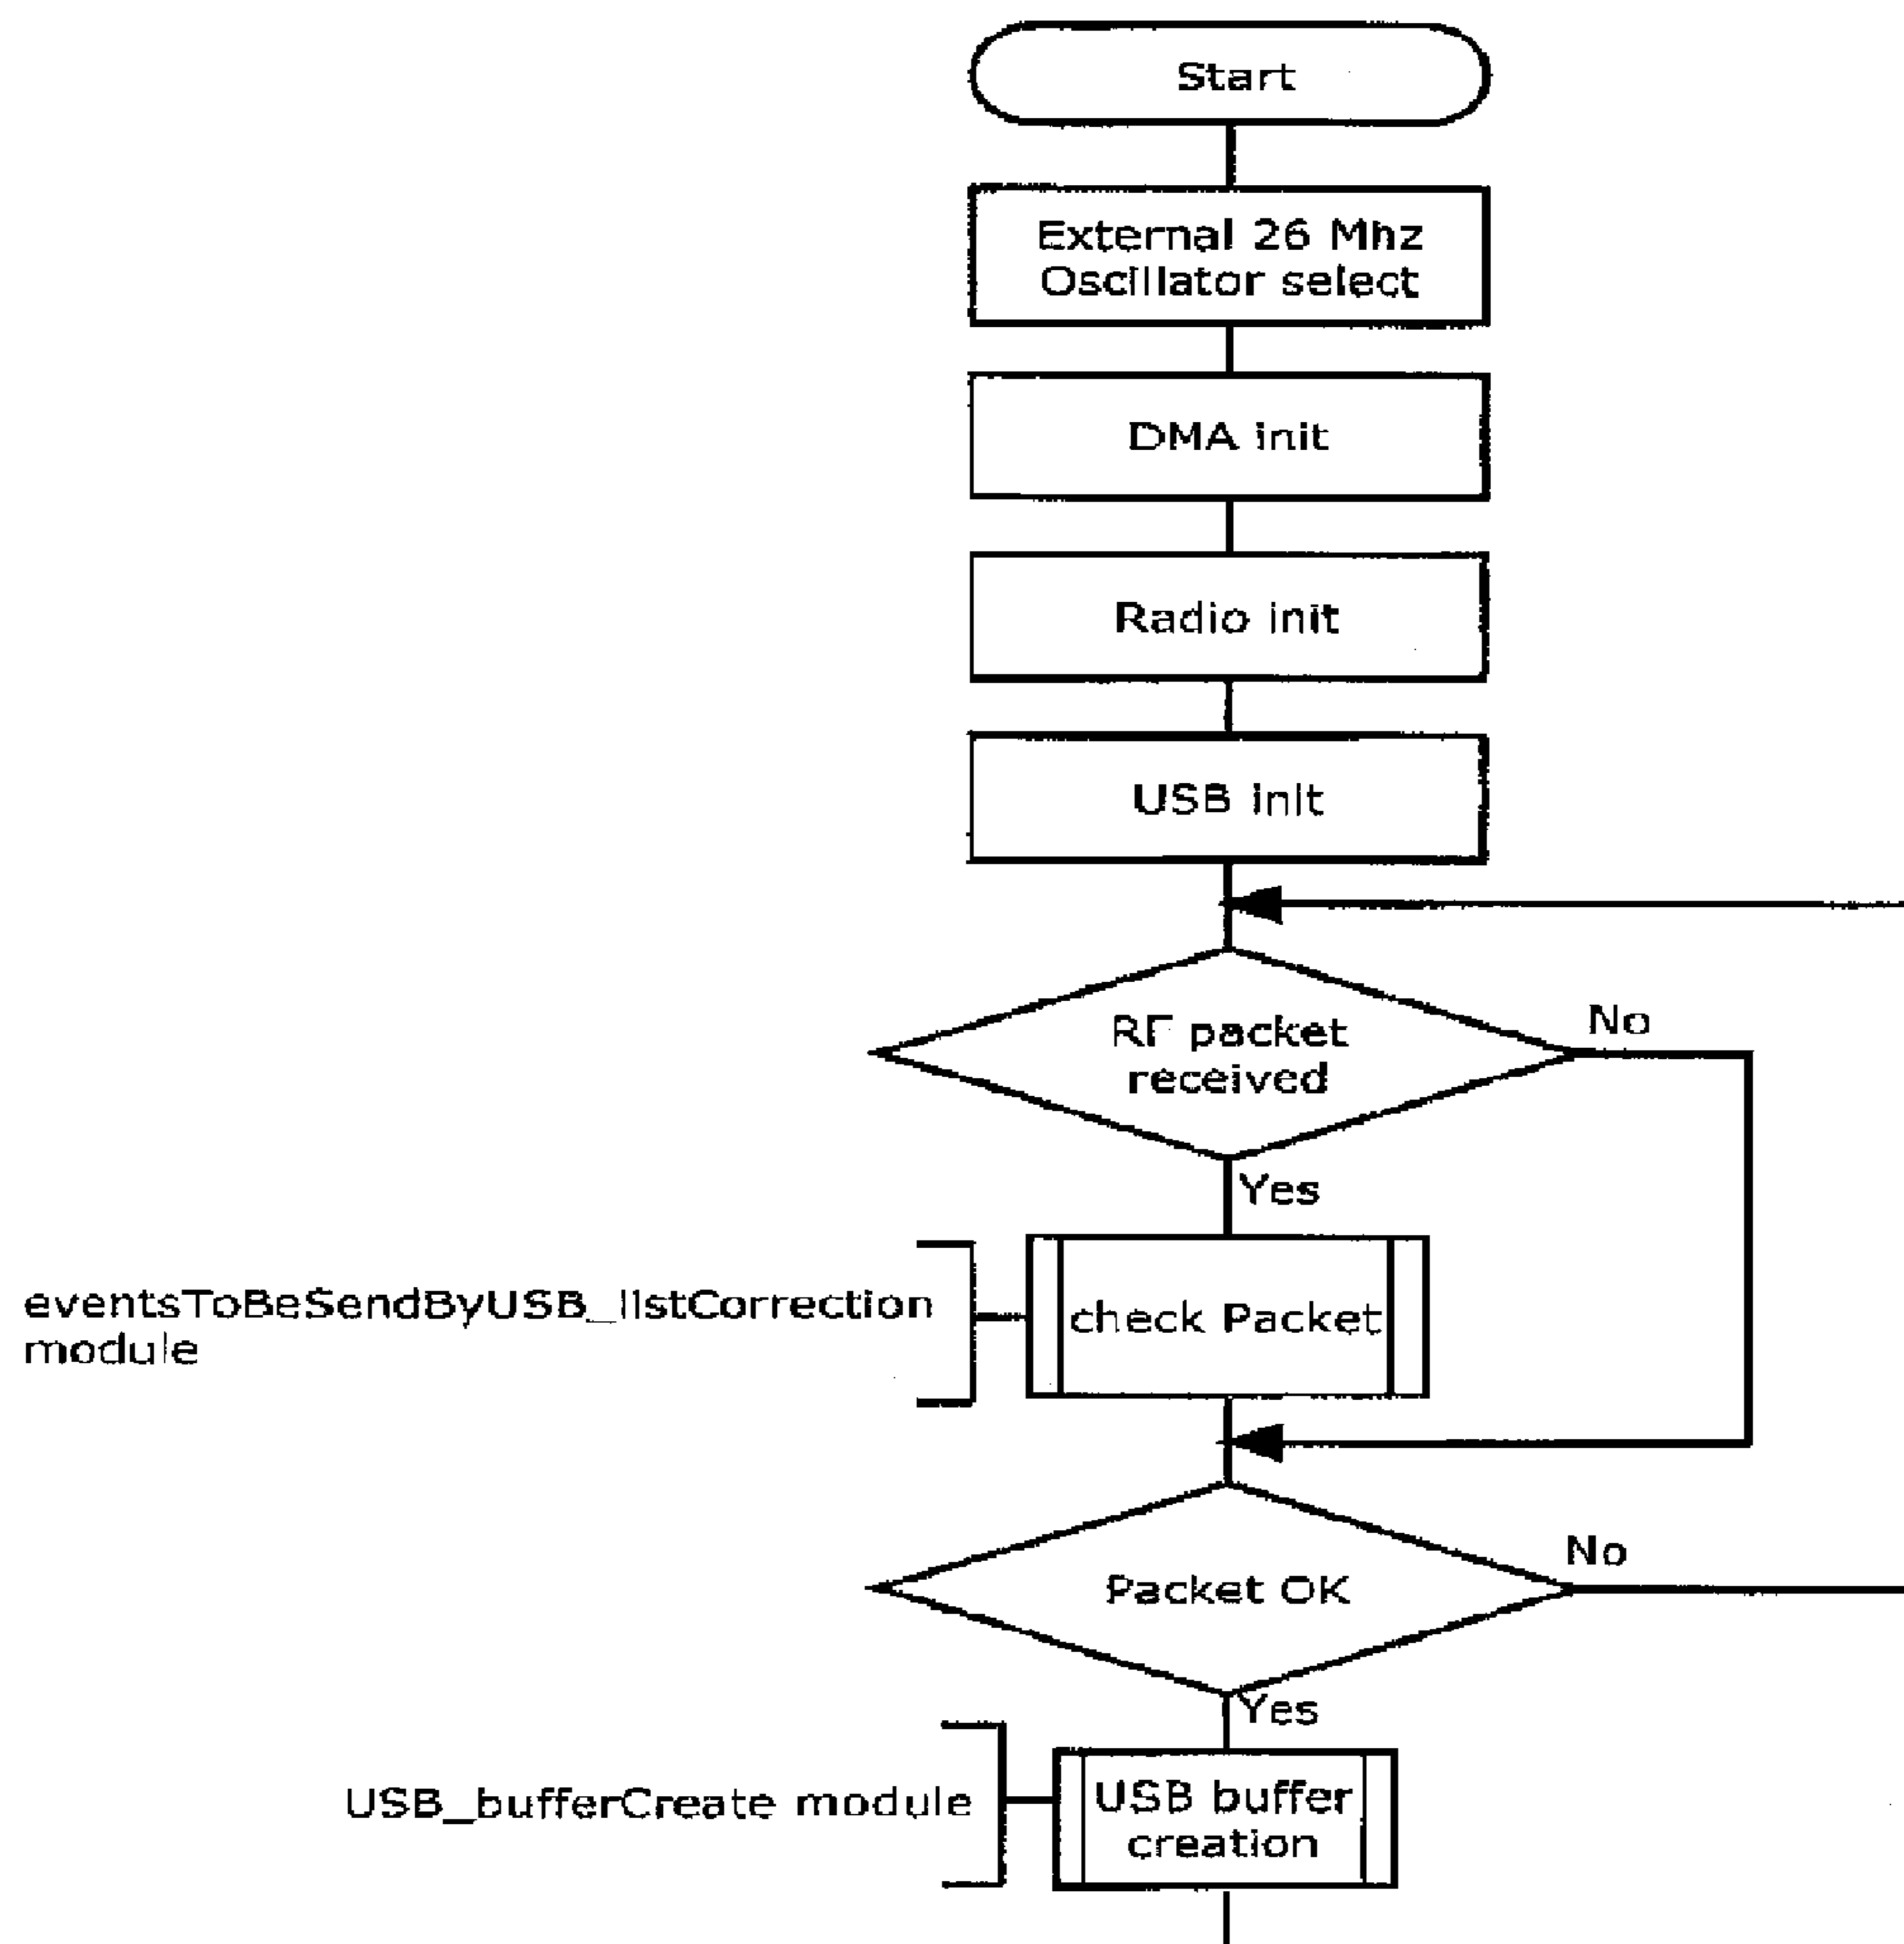 Start
External 26 Mhz
Oscillator select
DMA init
Radio init
USB init
RF packet
received
No
Yes
eventsToBeSendByUSB_listCorrection
module
check Packet
Packet OK
No
Yes
USB_bufferCreate module
USB buffer
creation